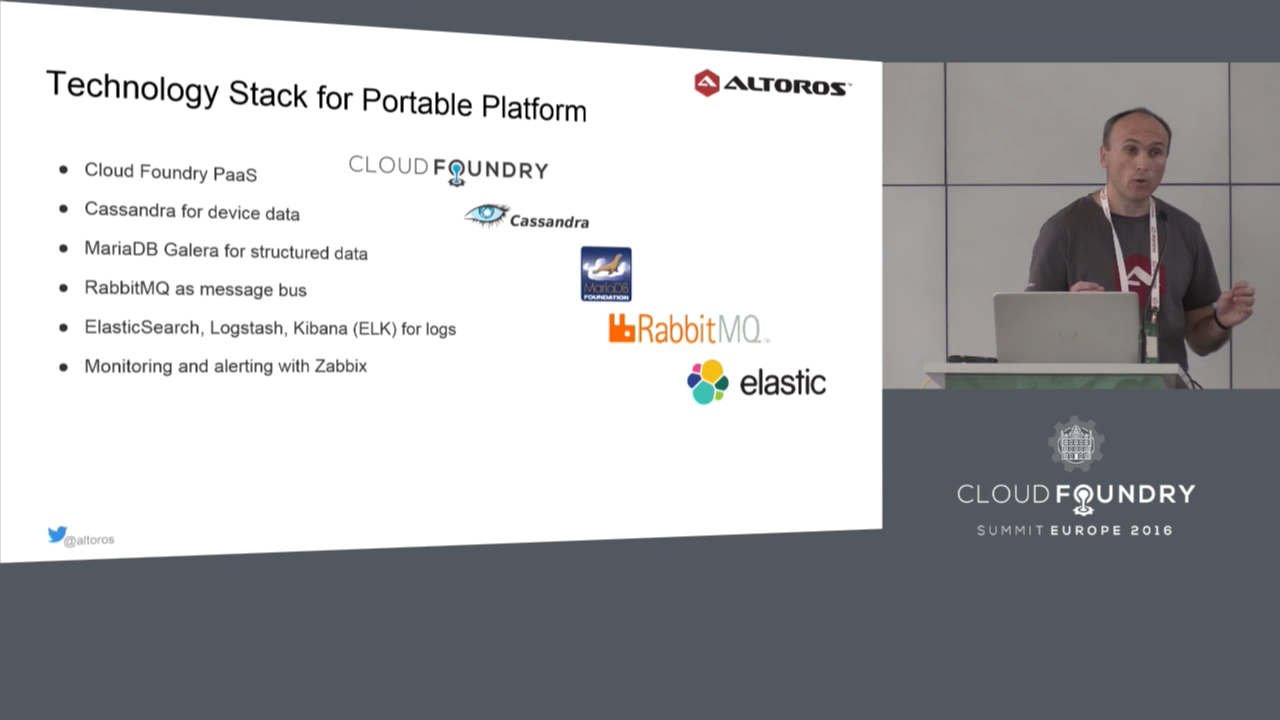 Technology Stack for Portable Platform
ALTOROS
Cloud Foundry PaaS
CLOUD FOUNDRY
Cassandra for device data
Cassandra
MariaDB Galera for structured data
MariaDB
FOUNDATION
RabbitMQ as message bus
RabbitMQ
ElasticSearch, Logstash, Kibana (ELK) for logs
Monitoring and alerting with Zabbix
elastic
@altoros
CLOUD FOUNDRY
SUMMIT EUROPE 2016